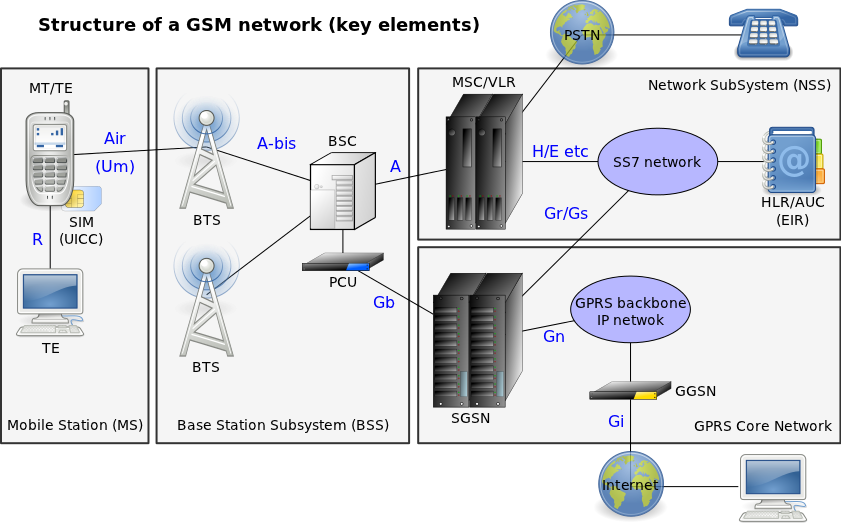 Structure of a GSM network (key elements)
PSTN
MT/TE
Air
(Um)
SIM
(UICC)
R
TE
Mobile Station (MS)
BTS
A-bis
BSC
A
PCU
Gb
BTS
Base Station Subsystem (BSS)
Network SubSystem (NSS)
MSC/VLR
H/E etc
SS7 network
HLR/AUC
(EIR)
Gr/Gs
GPRS backbone
IP netwok
Gn
SGSN
GGSN
Gi
GPRS Core Network
Internet